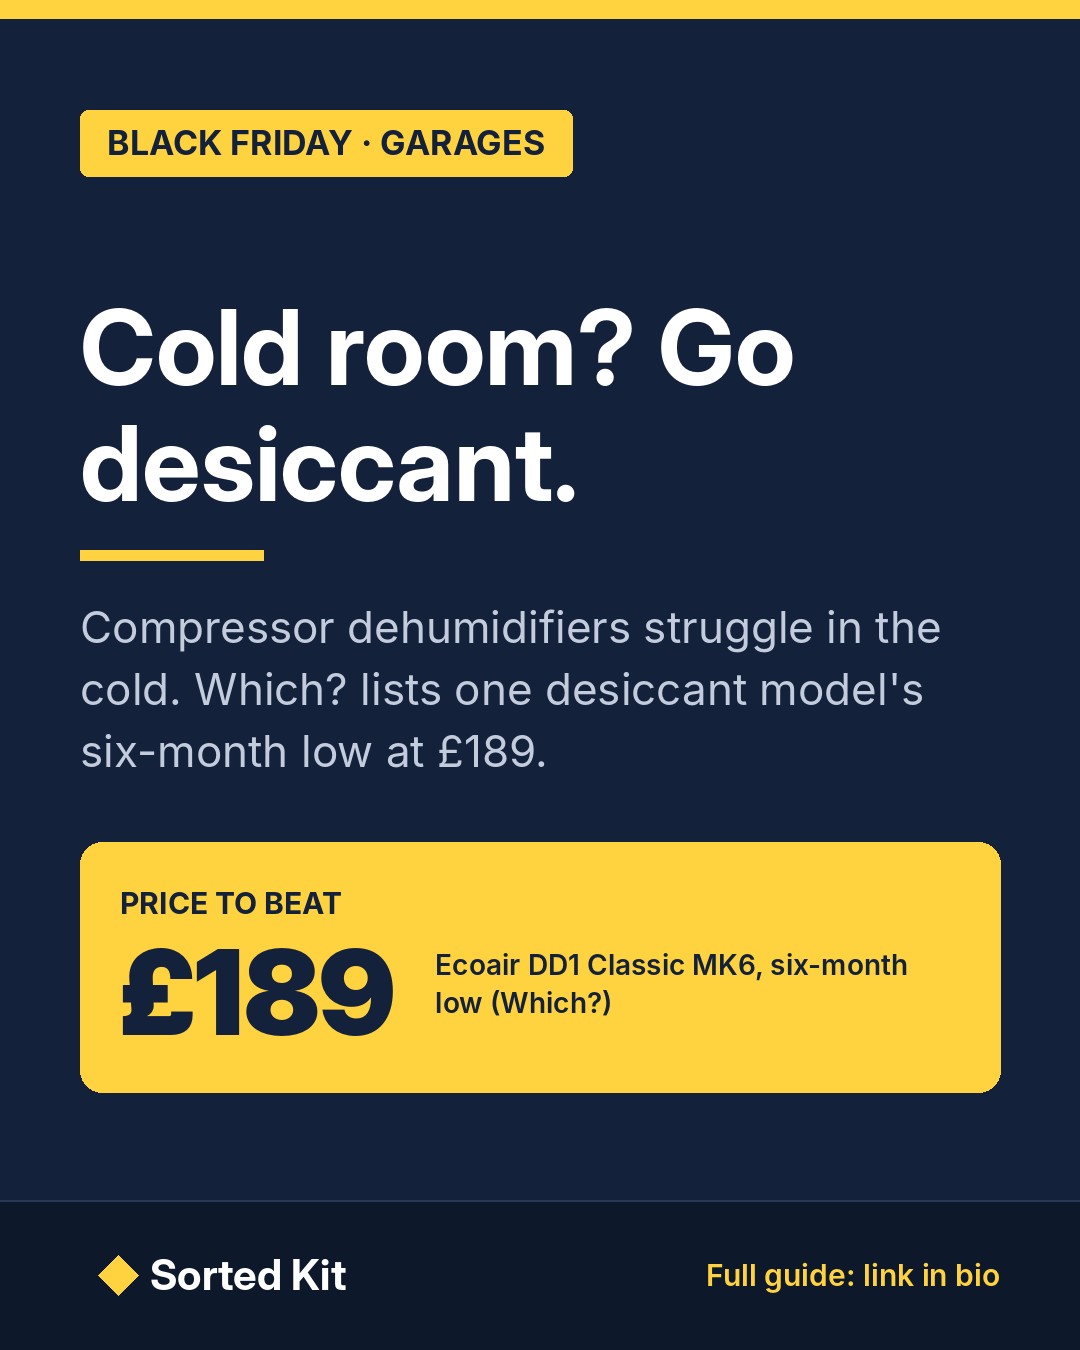 BLACK FRIDAY · GARAGES
Cold room? Go
desiccant.
Compressor dehumidifiers struggle in the
cold. Which? lists one desiccant model's
six-month low at £189.
PRICE TO BEAT
£189
Ecoair DD1 Classic MK6, six-month
low (Which?)
Sorted Kit
Full guide: link in bio